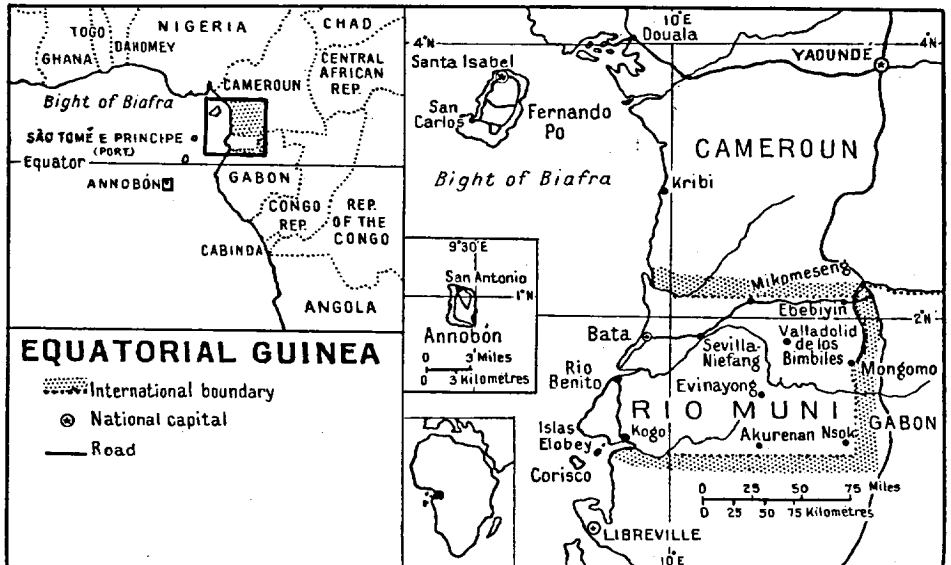 NIGERIA
CHAD
TOGO
GHANA
DAHOMEY
CENTRAL
AFRICAN
REP.
CAMEROUN
Bight of Biafra
SÃO TOMÉ E PRINCIPE
(PORT.)
Equator
ANNOBÓN
GABON
CONGO
REP.
REP.
OF THE
CONGO
CABINDA
ANGOLA
EQUATORIAL GUINEA
International boundary
National capital
Road
10°E
4°N
Douala
4°N
YAOUNDÉ
Santa Isabel
San
Carlos
Fernando
Po
CAMEROUN
Bight of Biafra
Kribi
9°30'E
San Antonio
1°N
Annobón
0 3 Miles
0 3 Kilométres
Mikomeseng
Ebebiyin
2°N
Bata
Sevilla-
Niefang
Valladolid
de los
Bimbiles
Mongomo
Rio
Benito
Evinayong
RIO MUNI
GABON
Islas
Elobey
Kogo
Akurenan
Nsok
Corisco
0 25 50 75 Miles
0 25 50 75 Kilométres
LIBREVILLE
10°E